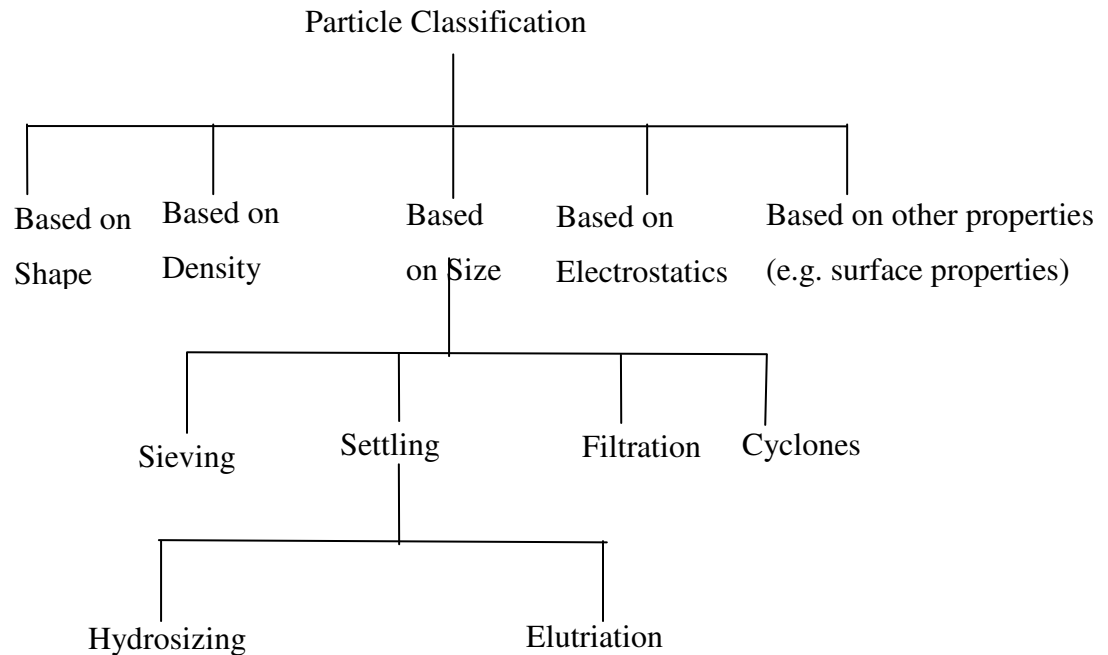 Particle Classification
Based on
Shape
Based on
Density
Based
on Size
Based on
Electrostatics
Based on other properties
(e.g. surface properties)
Sieving
Settling
Filtration
Cyclones
Hydrosizing
Elutriation